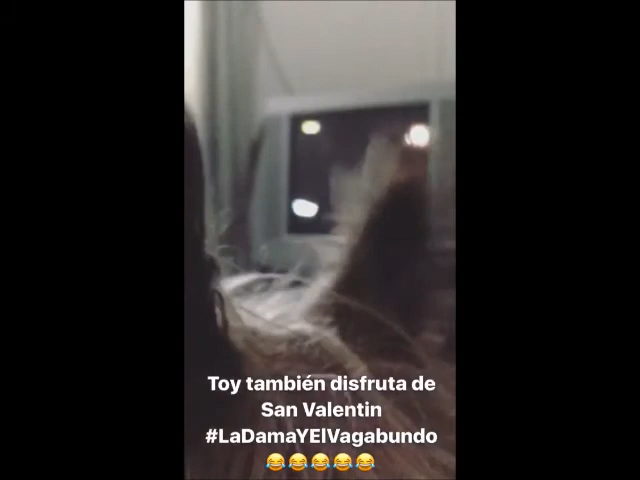 Toy también disfruta de
San Valentin
#LaDamaYElVagabundo
😂😂😂😂😂